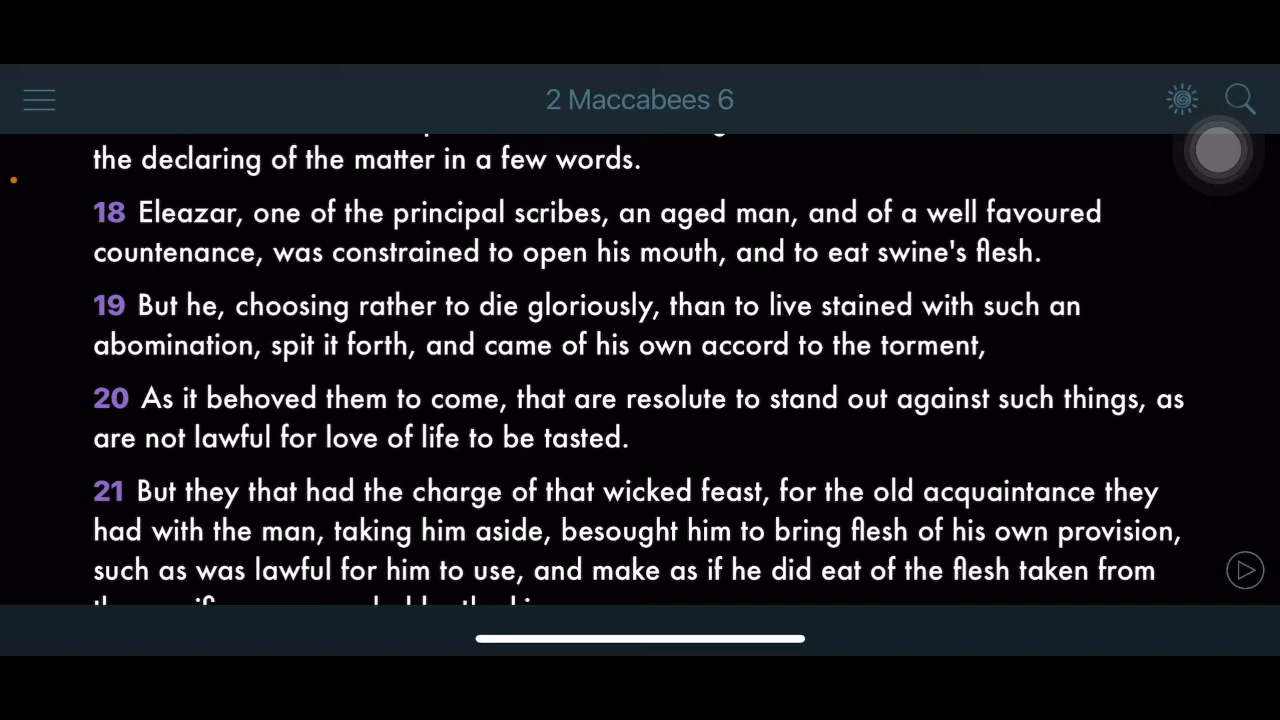 2 Maccabees 6
the declaring of the matter in a few words.
18 Eleazar, one of the principal scribes, an aged man, and of a well favoured
countenance, was constrained to open his mouth, and to eat swine's flesh.
19 But he, choosing rather to die gloriously, than to live stained with such an
abomination, spit it forth, and came of his own accord to the torment,
20 As it behoved them to come, that are resolute to stand out against such things, as
are not lawful for love of life to be tasted.
21 But they that had the charge of that wicked feast, for the old acquaintance they
had with the man, taking him aside, besought him to bring flesh of his own provision,
such as was lawful for him to use, and make as if he did eat of the flesh taken from